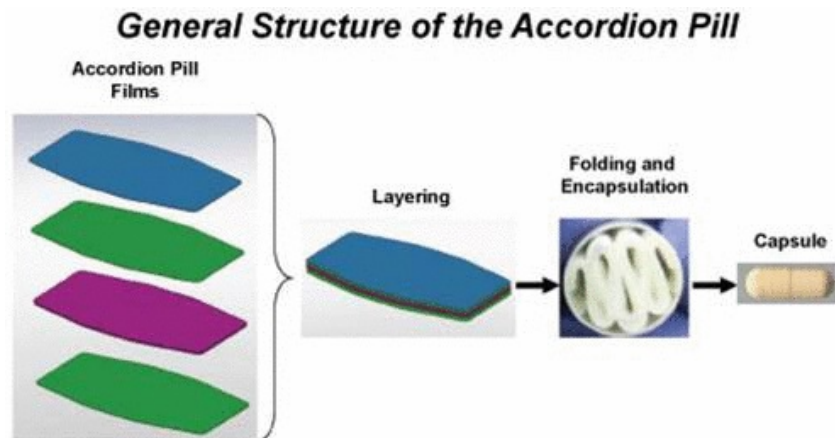 General Structure of the Accordion Pill
Accordion Pill
Films
Layering
Folding and
Encapsulation
Capsule